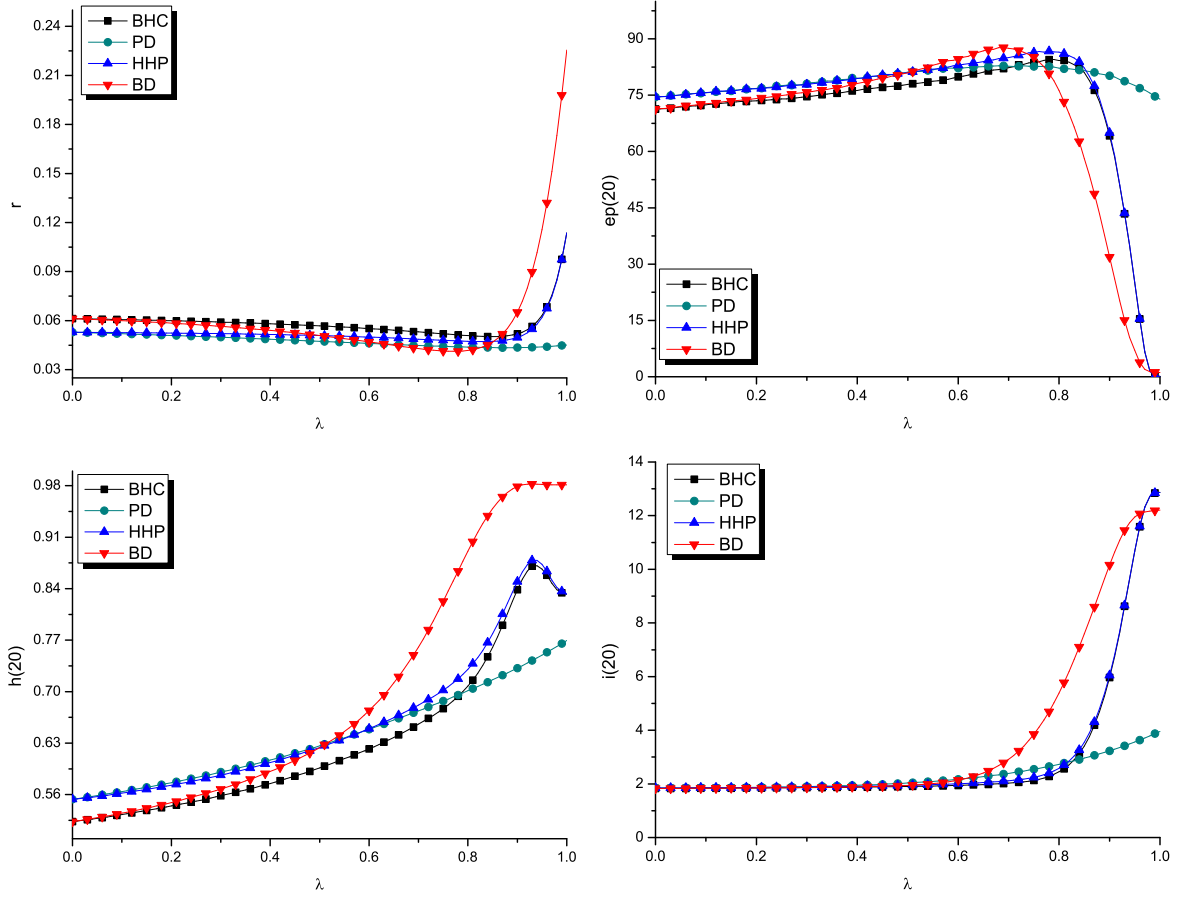 BHC
PD
HHP
BD
0.24
0.21
0.18
0.15
0.12
0.09
0.06
0.03
r
0.0 0.2 0.4 0.6 0.8 1.0
λ
90
75
60
45
30
15
0
ep(20)
BHC
PD
HHP
BD
0.0 0.2 0.4 0.6 0.8 1.0
λ
BHC
PD
HHP
BD
0.98
0.91
0.84
0.77
0.70
0.63
0.56
h(20)
0.0 0.2 0.4 0.6 0.8 1.0
λ
BHC
PD
HHP
BD
14
12
10
8
6
4
2
0
i(20)
0.0 0.2 0.4 0.6 0.8 1.0
λ